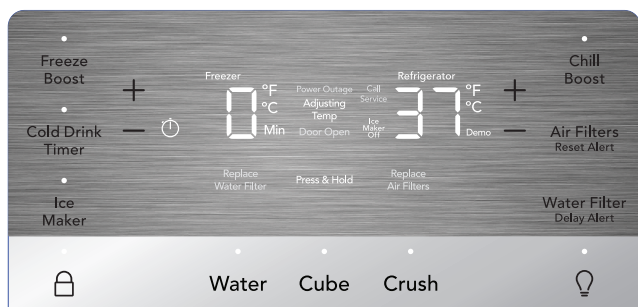 Freeze
Boost
+
Cold Drink
Timer
−
Ice
Maker
Freezer
0
°F
°C
Min
Power Outage
Call
Service
Adjusting
Temp
Door Open
Ice
Maker
Off
Refrigerator
37
°F
°C
Demo
Replace
Water Filter
Press & Hold
Replace
Air Filters
Chill
Boost
+
Air Filters
Reset Alert
−
Water Filter
Delay Alert
Water
Cube
Crush